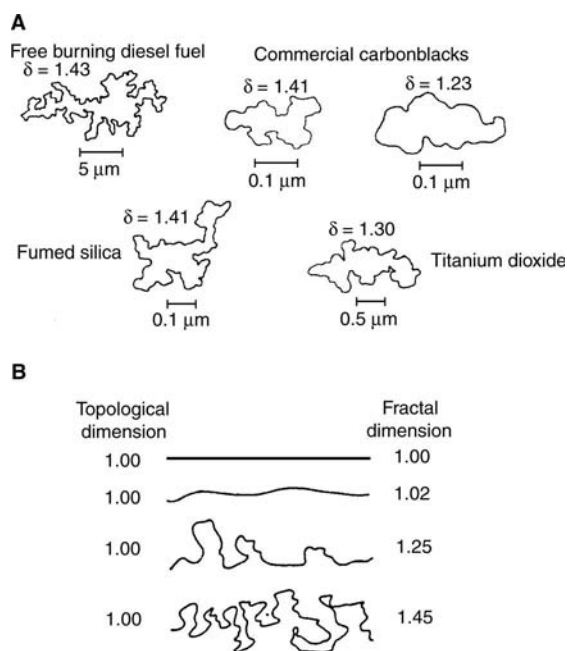 A
Free burning diesel fuel
Commercial carbonblacks
δ = 1.43
δ = 1.41
δ = 1.23
5 μm
0.1 μm
0.1 μm
δ = 1.41
δ = 1.30
Fumed silica
Titanium dioxide
0.1 μm
0.5 μm
B
Topological dimension
Fractal dimension
1.00
1.00
1.00
1.02
1.00
1.25
1.00
1.45